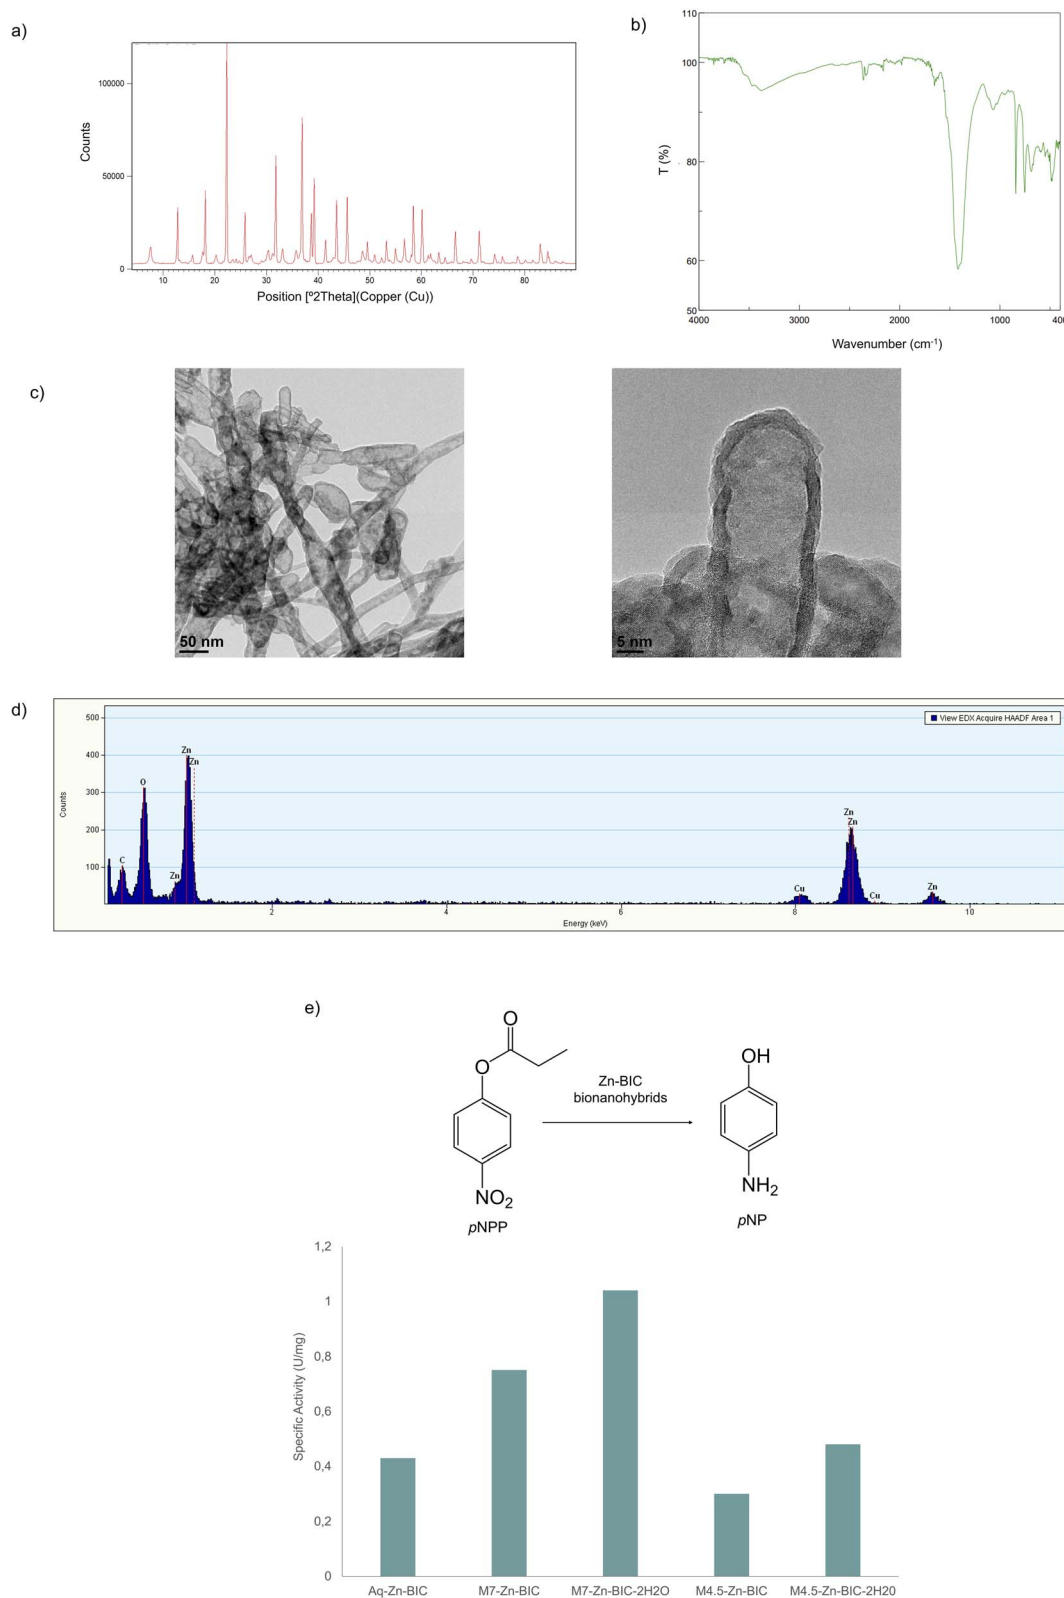 a)
Counts
100000
50000
0
10 20 30 40 50 60 70 80
Position [º2Theta](Copper (Cu))
b)
T (%)
110
100
80
60
50
4000 3000 2000 1000 400
Wavenumber (cm-1)
c)
50 nm
5 nm
d)
View EDX Acquire HAADF Area 1
Counts
500
400
300
200
100
C
O
Zn
Zn
Zn
Cu
Zn
Zn
Cu
Zn
2 4 6 8 10
Energy (keV)
e)
O
O
NO2
pNPP
Zn-BIC
bionanohybrids
OH
NH2
pNP
Specific Activity (U/mg)
1,2
1
0,8
0,6
0,4
0,2
0
Aq-Zn-BIC M7-Zn-BIC M7-Zn-BIC-2H2O M4.5-Zn-BIC M4.5-Zn-BIC-2H20